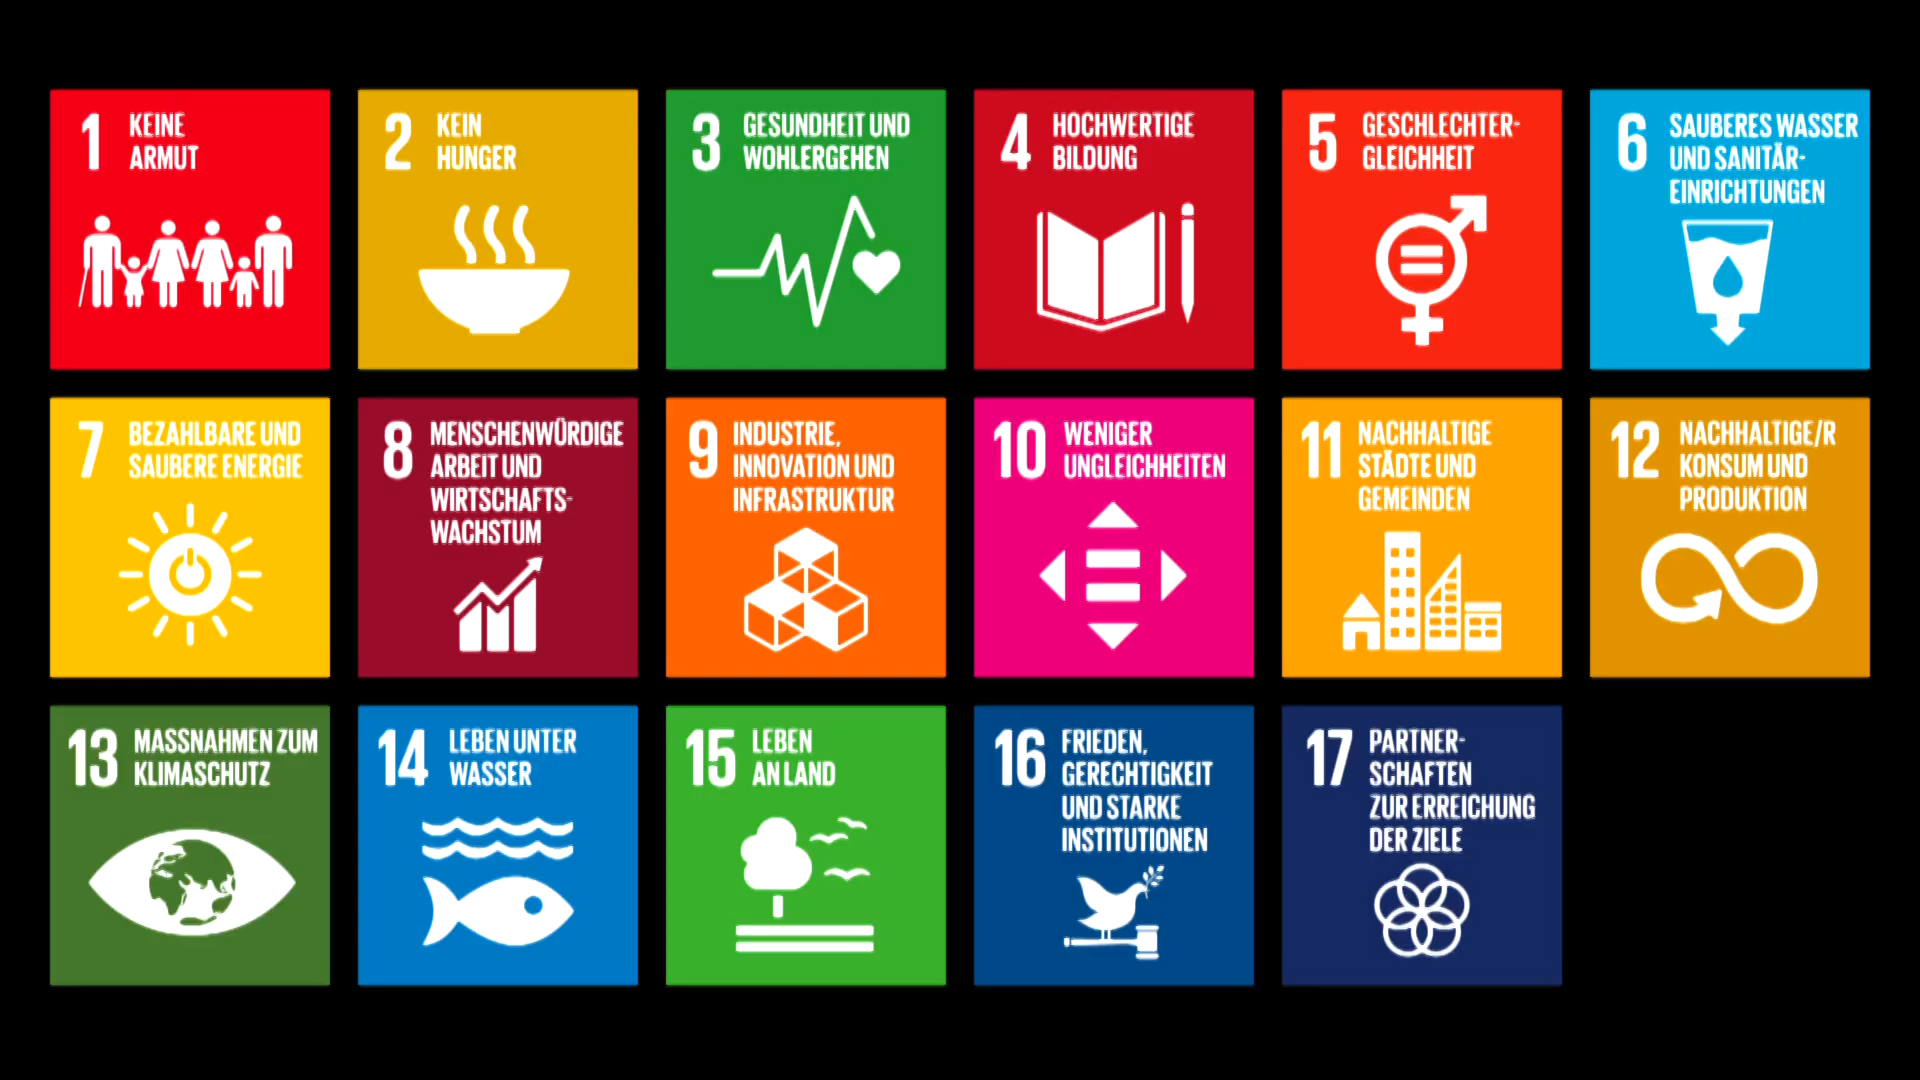 1 KEINE
ARMUT
2 KEIN
HUNGER
3 GESUNDHEIT UND
WOHLERGEHEN
4 HOCHWERTIGE
BILDUNG
5 GESCHLECHTER-
GLEICHHEIT
6 SAUBERES WASSER
UND SANITÄR-
EINRICHTUNGEN
7 BEZAHLBARE UND
SAUBERE ENERGIE
8 MENSCHENWÜRDIGE
ARBEIT UND
WIRTSCHAFTS-
WACHSTUM
9 INDUSTRIE,
INNOVATION UND
INFRASTRUKTUR
10 WENIGER
UNGLEICHHEITEN
11 NACHHALTIGE
STÄDTE UND
GEMEINDEN
12 NACHHALTIGE/R
KONSUM UND
PRODUKTION
13 MASSNAHMEN ZUM
KLIMASCHUTZ
14 LEBEN UNTER
WASSER
15 LEBEN
AN LAND
16 FRIEDEN,
GERECHTIGKEIT
UND STARKE
INSTITUTIONEN
17 PARTNER-
SCHAFTEN
ZUR ERREICHUNG
DER ZIELE